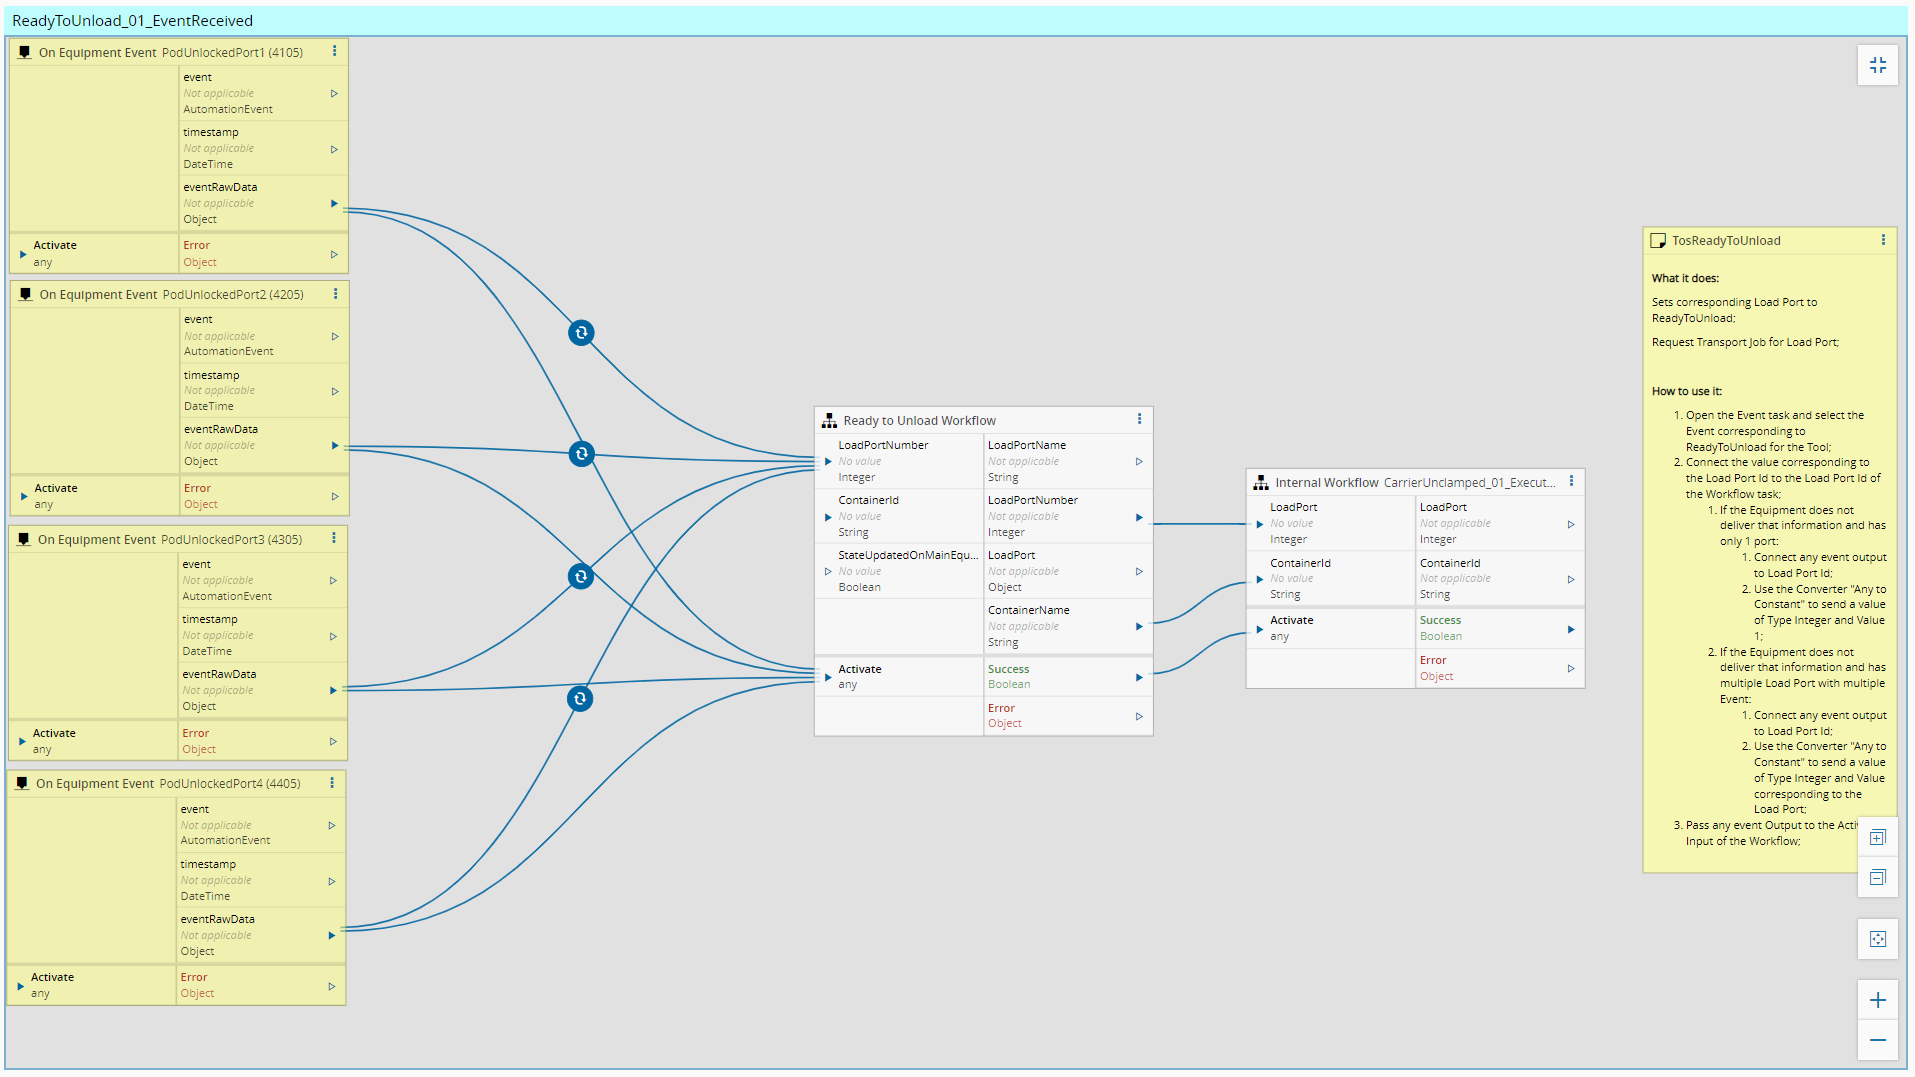 ReadyToUnload_01_EventReceived
On Equipment Event PodUnlockedPort1 (4105)
event
Not applicable
AutomationEvent
timestamp
Not applicable
DateTime
eventRawData
Not applicable
Object
Activate
any
Error
Object
On Equipment Event PodUnlockedPort2 (4205)
event
Not applicable
AutomationEvent
timestamp
Not applicable
DateTime
eventRawData
Not applicable
Object
Activate
any
Error
Object
On Equipment Event PodUnlockedPort3 (4305)
event
Not applicable
AutomationEvent
timestamp
Not applicable
DateTime
eventRawData
Not applicable
Object
Activate
any
Error
Object
On Equipment Event PodUnlockedPort4 (4405)
event
Not applicable
AutomationEvent
timestamp
Not applicable
DateTime
eventRawData
Not applicable
Object
Activate
any
Error
Object
Ready to Unload Workflow
LoadPortNumber
No value
Integer
ContainerId
No value
String
StateUpdatedOnMainEqu...
No value
Boolean
LoadPortName
Not applicable
String
LoadPortNumber
Not applicable
Integer
LoadPort
Not applicable
Object
ContainerName
Not applicable
String
Activate
any
Success
Boolean
Error
Object
Internal Workflow CarrierUnclamped_01_Execut...
LoadPort
No value
Integer
ContainerId
No value
String
LoadPort
Not applicable
Integer
ContainerId
Not applicable
String
Activate
any
Success
Boolean
Error
Object
TosReadyToUnload
What it does:
Sets corresponding Load Port to
ReadyToUnload;
Request Transport Job for Load Port;
How to use it:
1. Open the Event task and select the
Event corresponding to
ReadyToUnload for the Tool;
2. Connect the value corresponding to
the Load Port to the Load Port Id of
the Workflow task;
1. If the Equipment does not
deliver that information and has
only 1 port:
1. Connect any event output
to Load Port Id;
2. Use the Converter "Any to
Constant" to send a value
of Type Integer and Value
1;
2. If the Equipment does not
deliver that information and has
multiple Load Port with multiple
Event:
1. Connect any event output
to Load Port Id;
2. Use the Converter "Any to
Constant" to send a value
of Type Integer and Value
corresponding to the
Load Port;
3. Pass any event Output to the
Input of the Workflow;